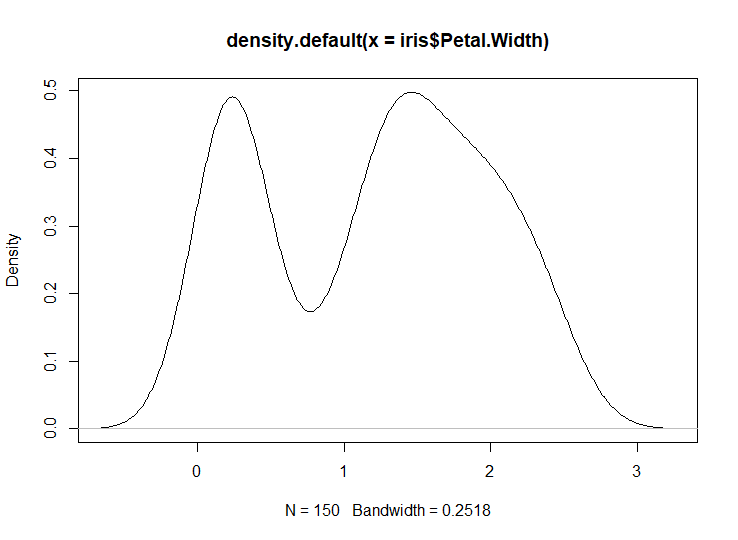 density.default(x = iris$Petal.Width)
Density
0.5
0.4
0.3
0.2
0.1
0.0
0 1 2 3
N = 150 Bandwidth = 0.2518